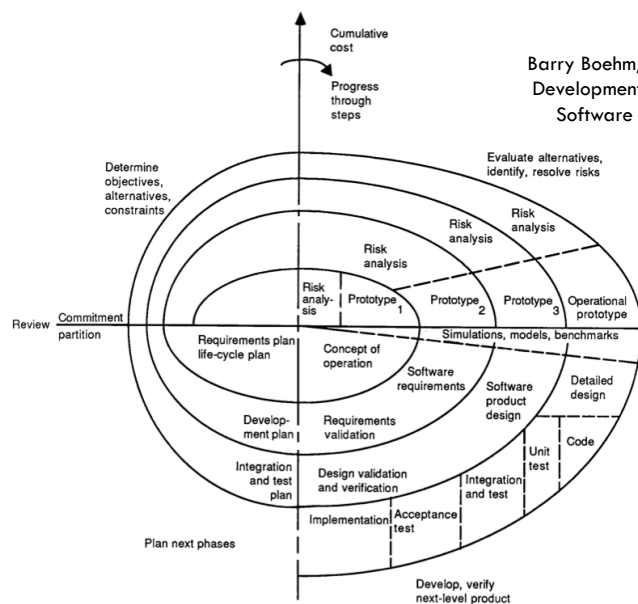 Cumulative
cost
Progress
through
steps
Barry Boehm,
Development
Software
Determine
objectives,
alternatives,
constraints
Evaluate alternatives,
identify, resolve risks
Risk
analysis
Risk
analysis
Risk
analysis
Risk
analy-
sis
Prototype
1
Prototype
2
Prototype
3
Operational
prototype
Review
Commitment
partition
Simulations, models, benchmarks
Requirements plan
life-cycle plan
Concept of
operation
Software
requirements
Software
product
design
Detailed
design
Develop-
ment plan
Requirements
validation
Integration
and test
plan
Design validation
and verification
Code
Unit
test
Integration
and test
Acceptance
test
Implementation
Plan next phases
Develop, verify
next-level product